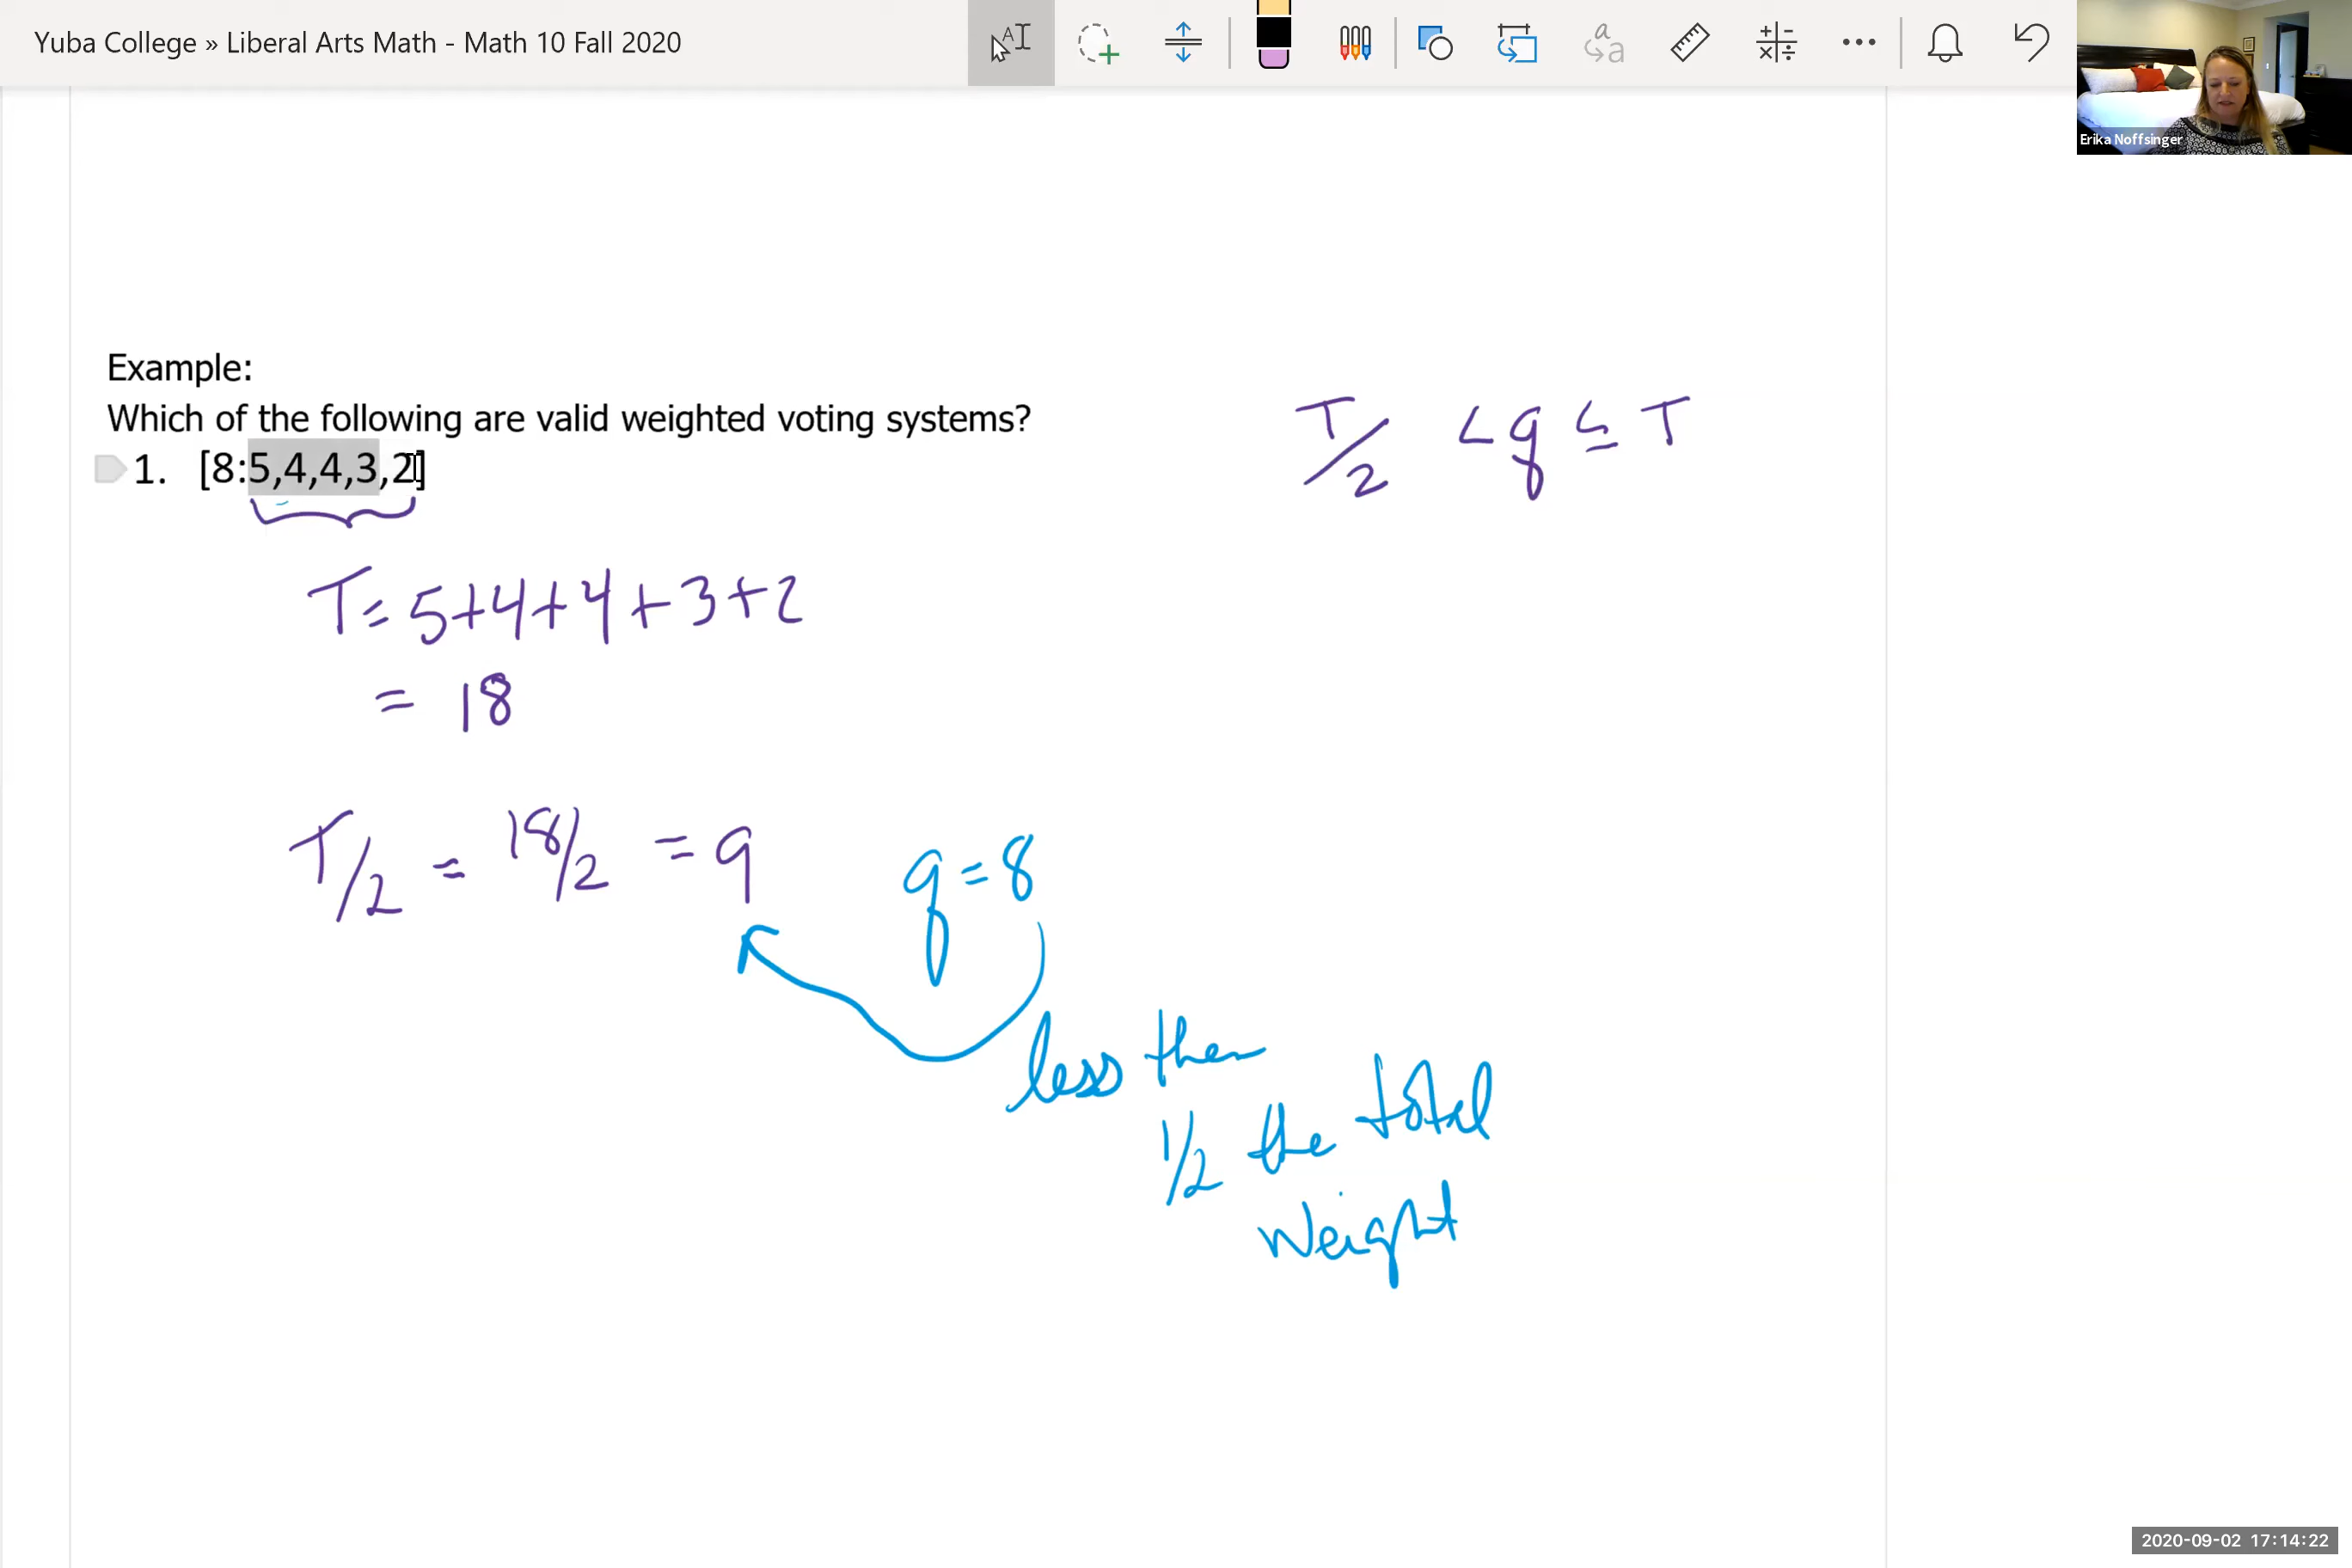 Yuba College » Liberal Arts Math - Math 10 Fall 2020
Erika Noffsinger
Example:
Which of the following are valid weighted voting systems?
1. [8:5,4,4,3,2]
T/2 < q ≤ T
T = 5+4+4+3+2
= 18
T/2 = 18/2 = 9
q = 8
less then
1/2 the total
weight
2020-09-02 17:14:22